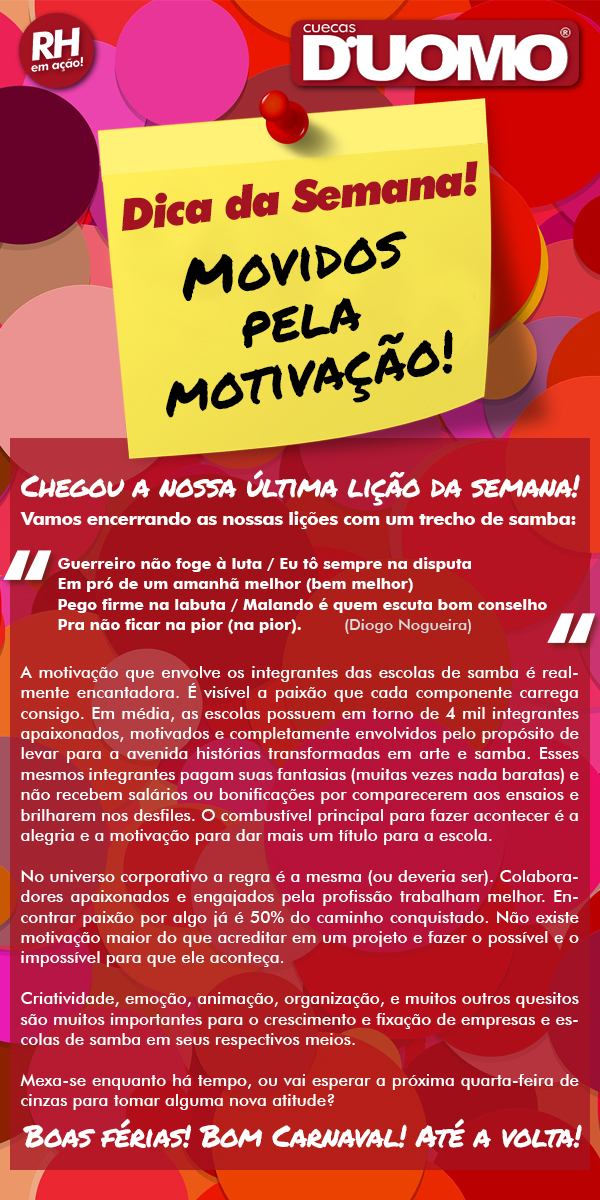 RH
em ação!
CUECAS
D'UOMO®
Dica da Semana!
MOVIDOS
PELA
MOTIVAÇÃO!
CHEGOU A NOSSA ÚLTIMA LIÇÃO DA SEMANA!
Vamos encerrando as nossas lições com um trecho de samba:
"
Guerreiro não foge à luta / Eu tô sempre na disputa
Em pró de um amanhã melhor (bem melhor)
Pego firme na labuta / Malando é quem escuta bom conselho
Pra não ficar na pior (na pior). (Diogo Nogueira)
"
A motivação que envolve os integrantes das escolas de samba é real-
mente encantadora. É visível a paixão que cada componente carrega
consigo. Em média, as escolas possuem em torno de 4 mil integrantes
apaixonados, motivados e completamente envolvidos pelo propósito de
levar para a avenida histórias transformadas em arte e samba. Esses
mesmos integrantes pagam suas fantasias (muitas vezes nada baratas) e
não recebem salários ou bonificações por comparecerem aos ensaios e
brilharem nos desfiles. O combustível principal para fazer acontecer é a
alegria e a motivação para dar mais um título para a escola.
No universo corporativo a regra é a mesma (ou deveria ser). Colabora-
dores apaixonados e engajados pela profissão trabalham melhor. En-
contrar paixão por algo já é 50% do caminho conquistado. Não existe
motivação maior do que acreditar em um projeto e fazer o possível e o
impossível para que ele aconteça.
Criatividade, emoção, animação, organização, e muitos outros quesitos
são muitos importantes para o crescimento e fixação de empresas e es-
colas de samba em seus respectivos meios.
Mexa-se enquanto há tempo, ou vai esperar a próxima quarta-feira de
cinzas para tomar alguma nova atitude?
BOAS FÉRIAS! BOM CARNAVAL! ATÉ A VOLTA!